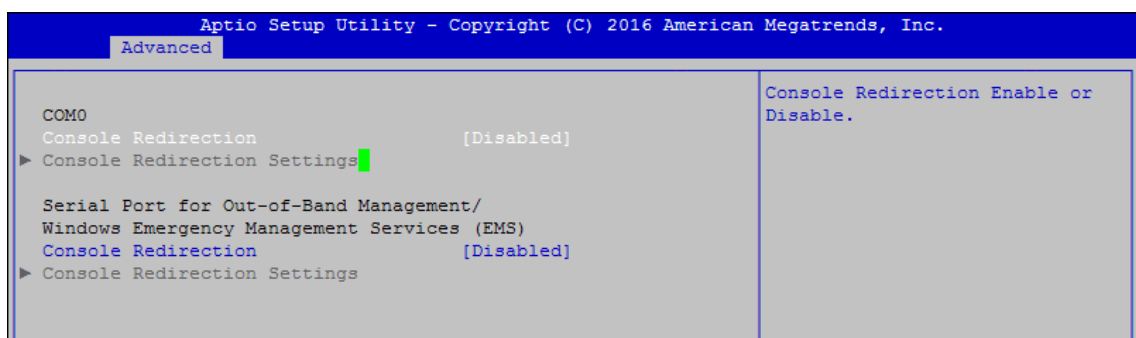 Aptio Setup Utility – Copyright (C) 2016 American Megatrends, Inc.
Advanced
COM0
Console Redirection [Disabled]
► Console Redirection Settings
Serial Port for Out-of-Band Management/
Windows Emergency Management Services (EMS)
Console Redirection [Disabled]
► Console Redirection Settings
Console Redirection Enable or
Disable.